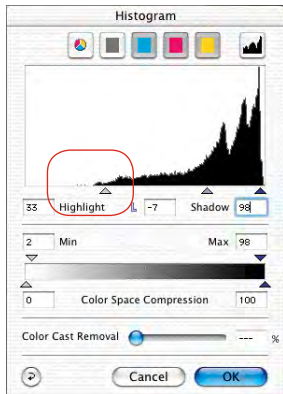 Histogram
33 Highlight -7 Shadow 98
2 Min Max 98
0 Color Space Compression 100
Color Cast Removal --- %
Cancel OK